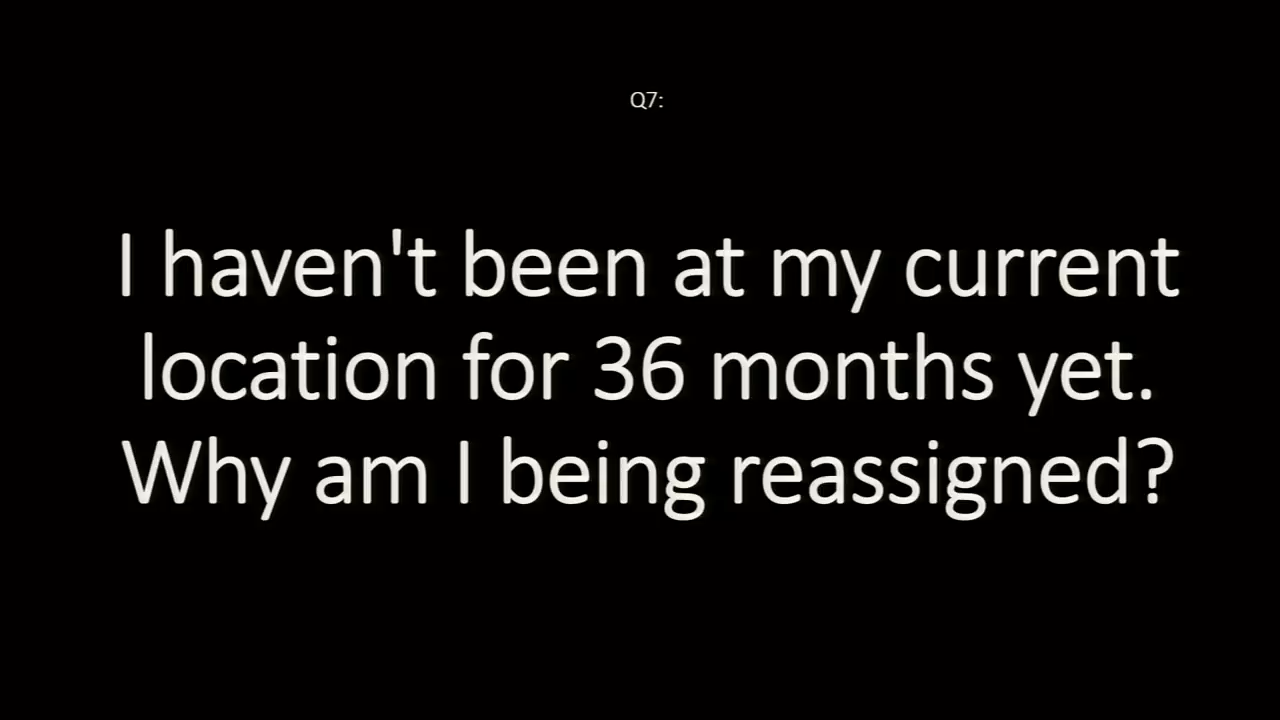 Q7:
I haven't been at my current
location for 36 months yet.
Why am I being reassigned?